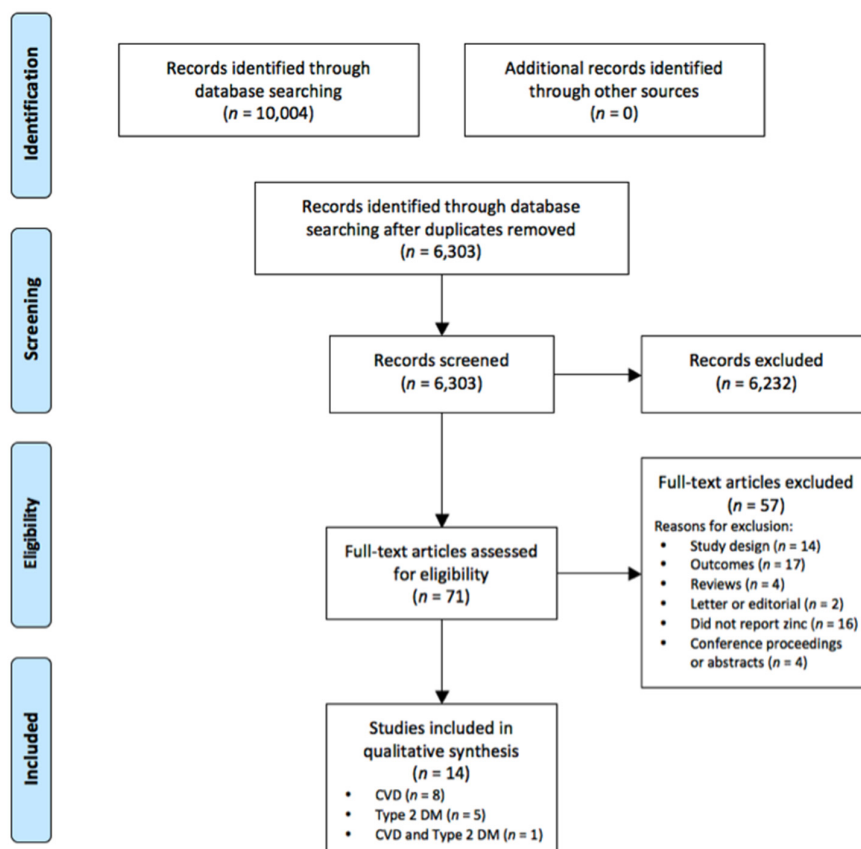 Identification
Records identified through
database searching
(n = 10,004)
Additional records identified
through other sources
(n = 0)
Records identified through database
searching after duplicates removed
(n = 6,303)
Screening
Records screened
(n = 6,303)
Records excluded
(n = 6,232)
Eligibility
Full-text articles assessed
for eligibility
(n = 71)
Full-text articles excluded
(n = 57)
Reasons for exclusion:
• Study design (n = 14)
• Outcomes (n = 17)
• Reviews (n = 4)
• Letter or editorial (n = 2)
• Did not report zinc (n = 16)
• Conference proceedings
or abstracts (n = 4)
Included
Studies included in
qualitative synthesis
(n = 14)
• CVD (n = 8)
• Type 2 DM (n = 5)
• CVD and Type 2 DM (n = 1)